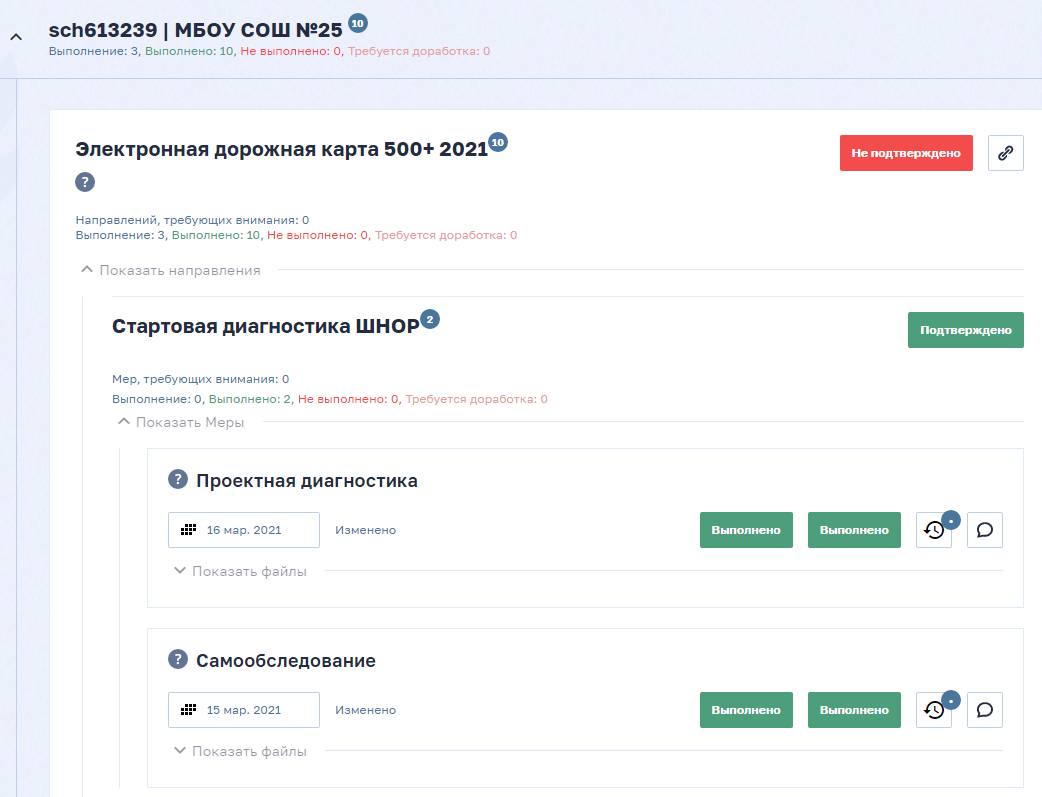 sch613239 | МБОУ СОШ №25 10
Выполнение: 3, Выполнено: 10, Не выполнено: 0, Требуется доработка: 0
Электронная дорожная карта 500+ 2021 10
Не подтверждено
?
Направлений, требующих внимания: 0
Выполнение: 3, Выполнено: 10, Не выполнено: 0, Требуется доработка: 0
Показать направления
Стартовая диагностика ШНОР 2
Подтверждено
Мер, требующих внимания: 0
Выполнение: 0, Выполнено: 2, Не выполнено: 0, Требуется доработка: 0
Показать Меры
? Проектная диагностика
16 мар. 2021 Изменено Выполнено Выполнено
Показать файлы
? Самообследование
15 мар. 2021 Изменено Выполнено Выполнено
Показать файлы